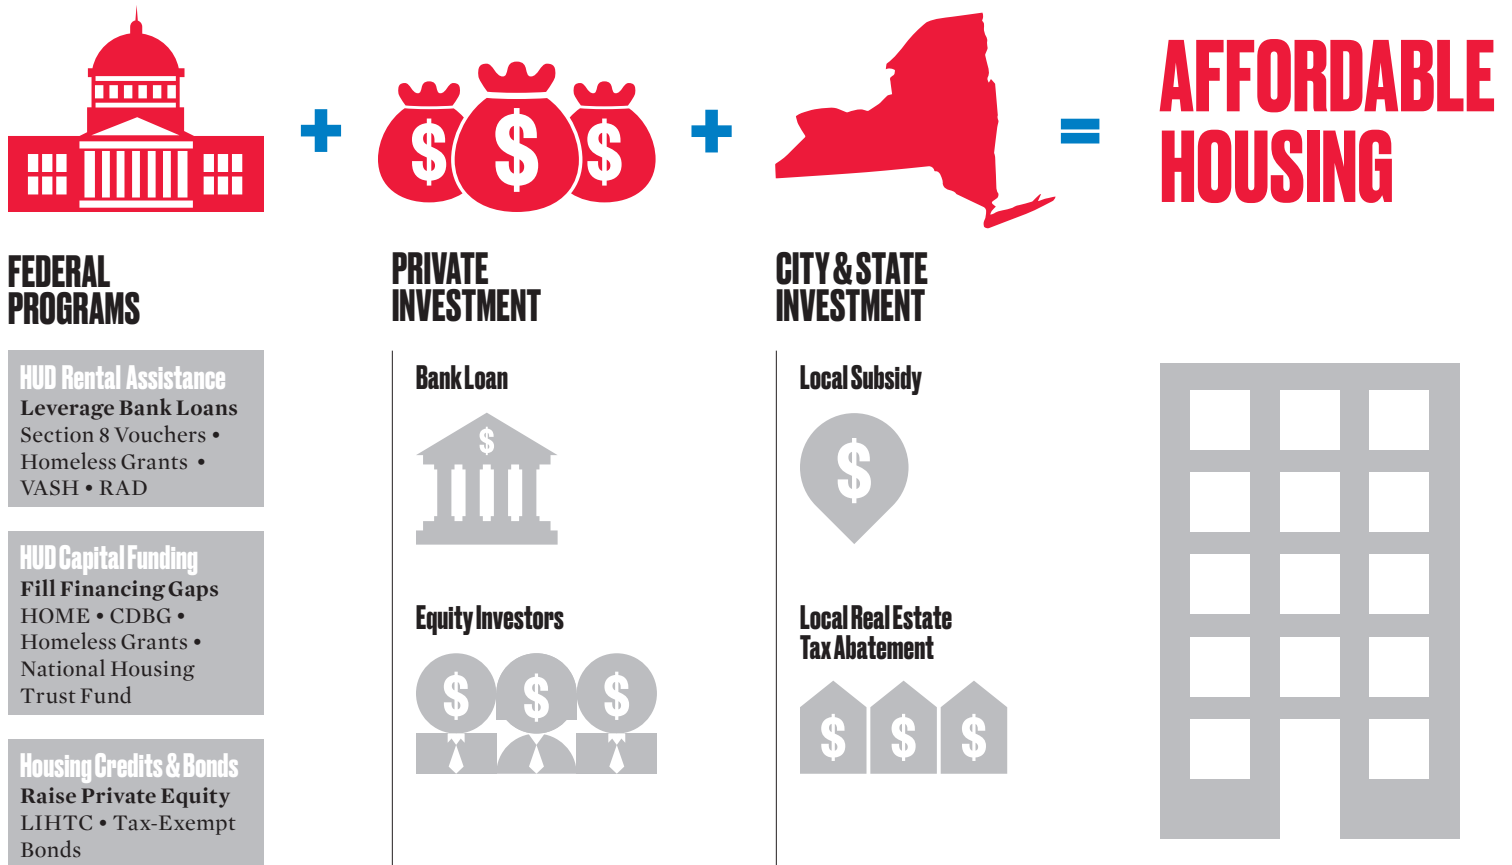 +
+
=
AFFORDABLE
HOUSING
$
$
$
FEDERAL
PROGRAMS
HUD Rental Assistance
Leverage Bank Loans
Section 8 Vouchers •
Homeless Grants •
VASH • RAD
HUD Capital Funding
Fill Financing Gaps
HOME • CDBG •
Homeless Grants •
National Housing
Trust Fund
Housing Credits & Bonds
Raise Private Equity
LIHTC • Tax-Exempt
Bonds
PRIVATE
INVESTMENT
Bank Loan
$
Equity Investors
$ $ $
CITY & STATE
INVESTMENT
Local Subsidy
$
Local Real Estate
Tax Abatement
$ $ $